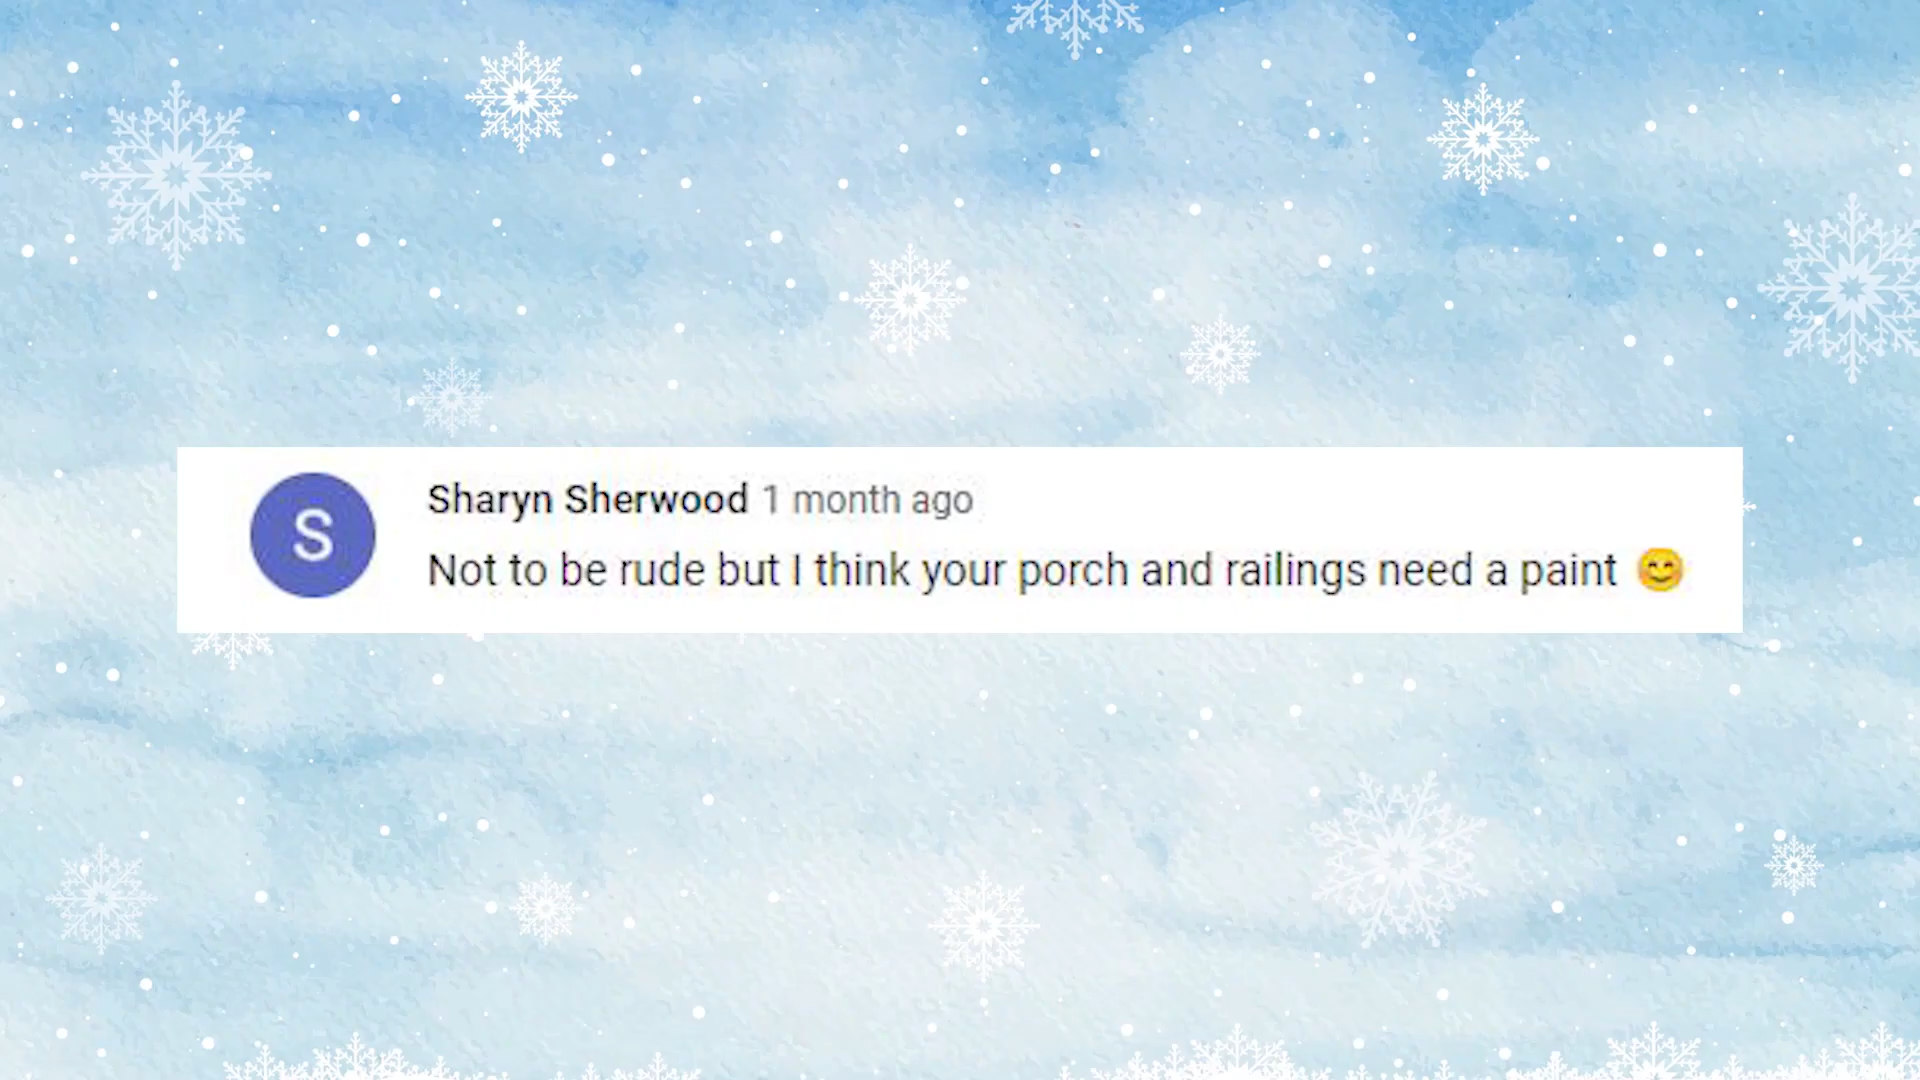 S
Sharyn Sherwood 1 month ago
Not to be rude but I think your porch and railings need a paint 😊